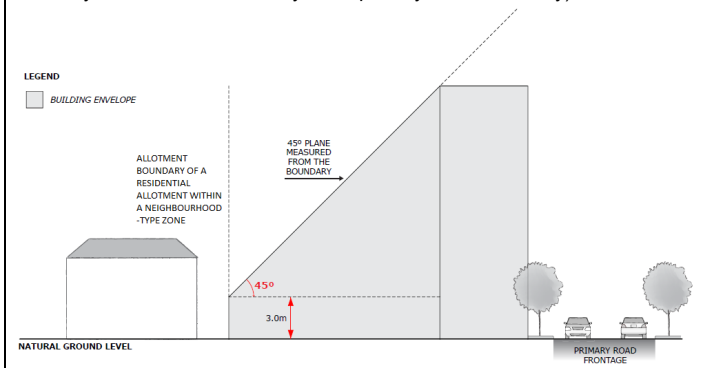 LEGEND
BUILDING ENVELOPE
ALLOTMENT
BOUNDARY OF A
RESIDENTIAL
ALLOTMENT WITHIN
A NEIGHBOURHOOD
-TYPE ZONE
45º PLANE
MEASURED
FROM THE
BOUNDARY
45º
3.0m
NATURAL GROUND LEVEL
PRIMARY ROAD
FRONTAGE